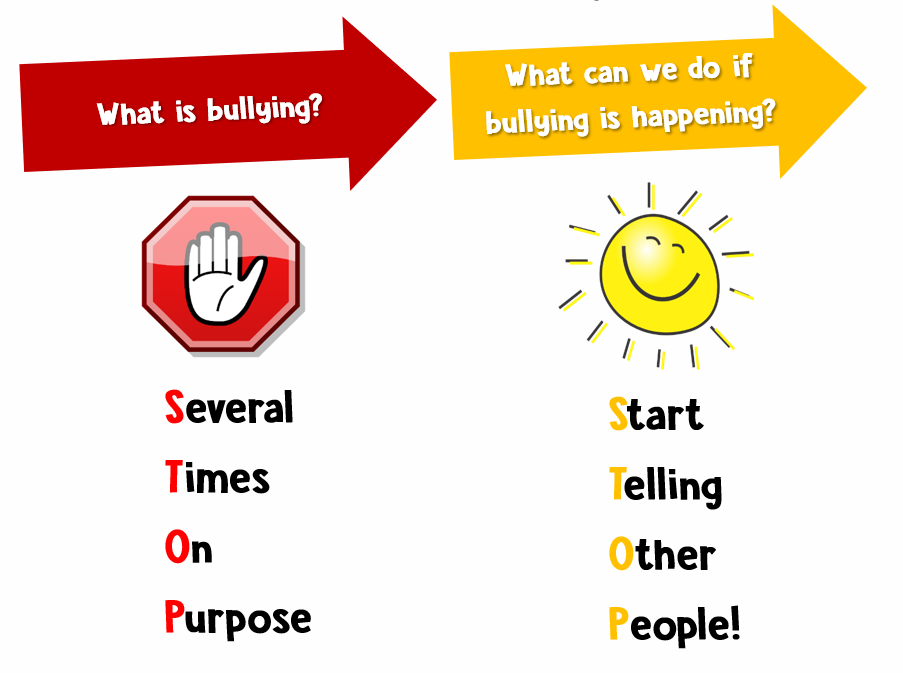 What is bullying?
What can we do if
bullying is happening?
Several
Times
On
Purpose
Start
Telling
Other
People!